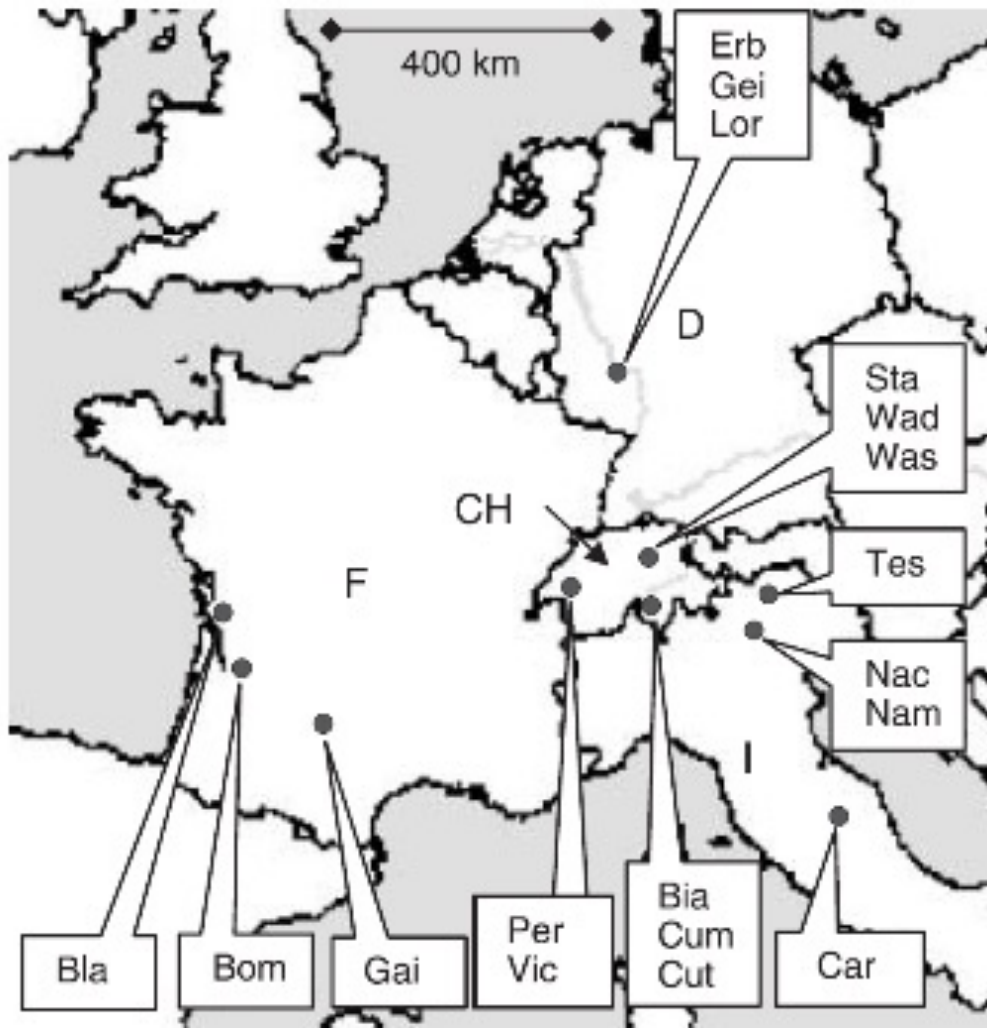 400 km
Erb
Gei
Lor
D
Sta
Wad
Was
CH
F
Tes
Nac
Nam
I
Bla
Bom
Gai
Per
Vic
Bia
Cum
Cut
Car